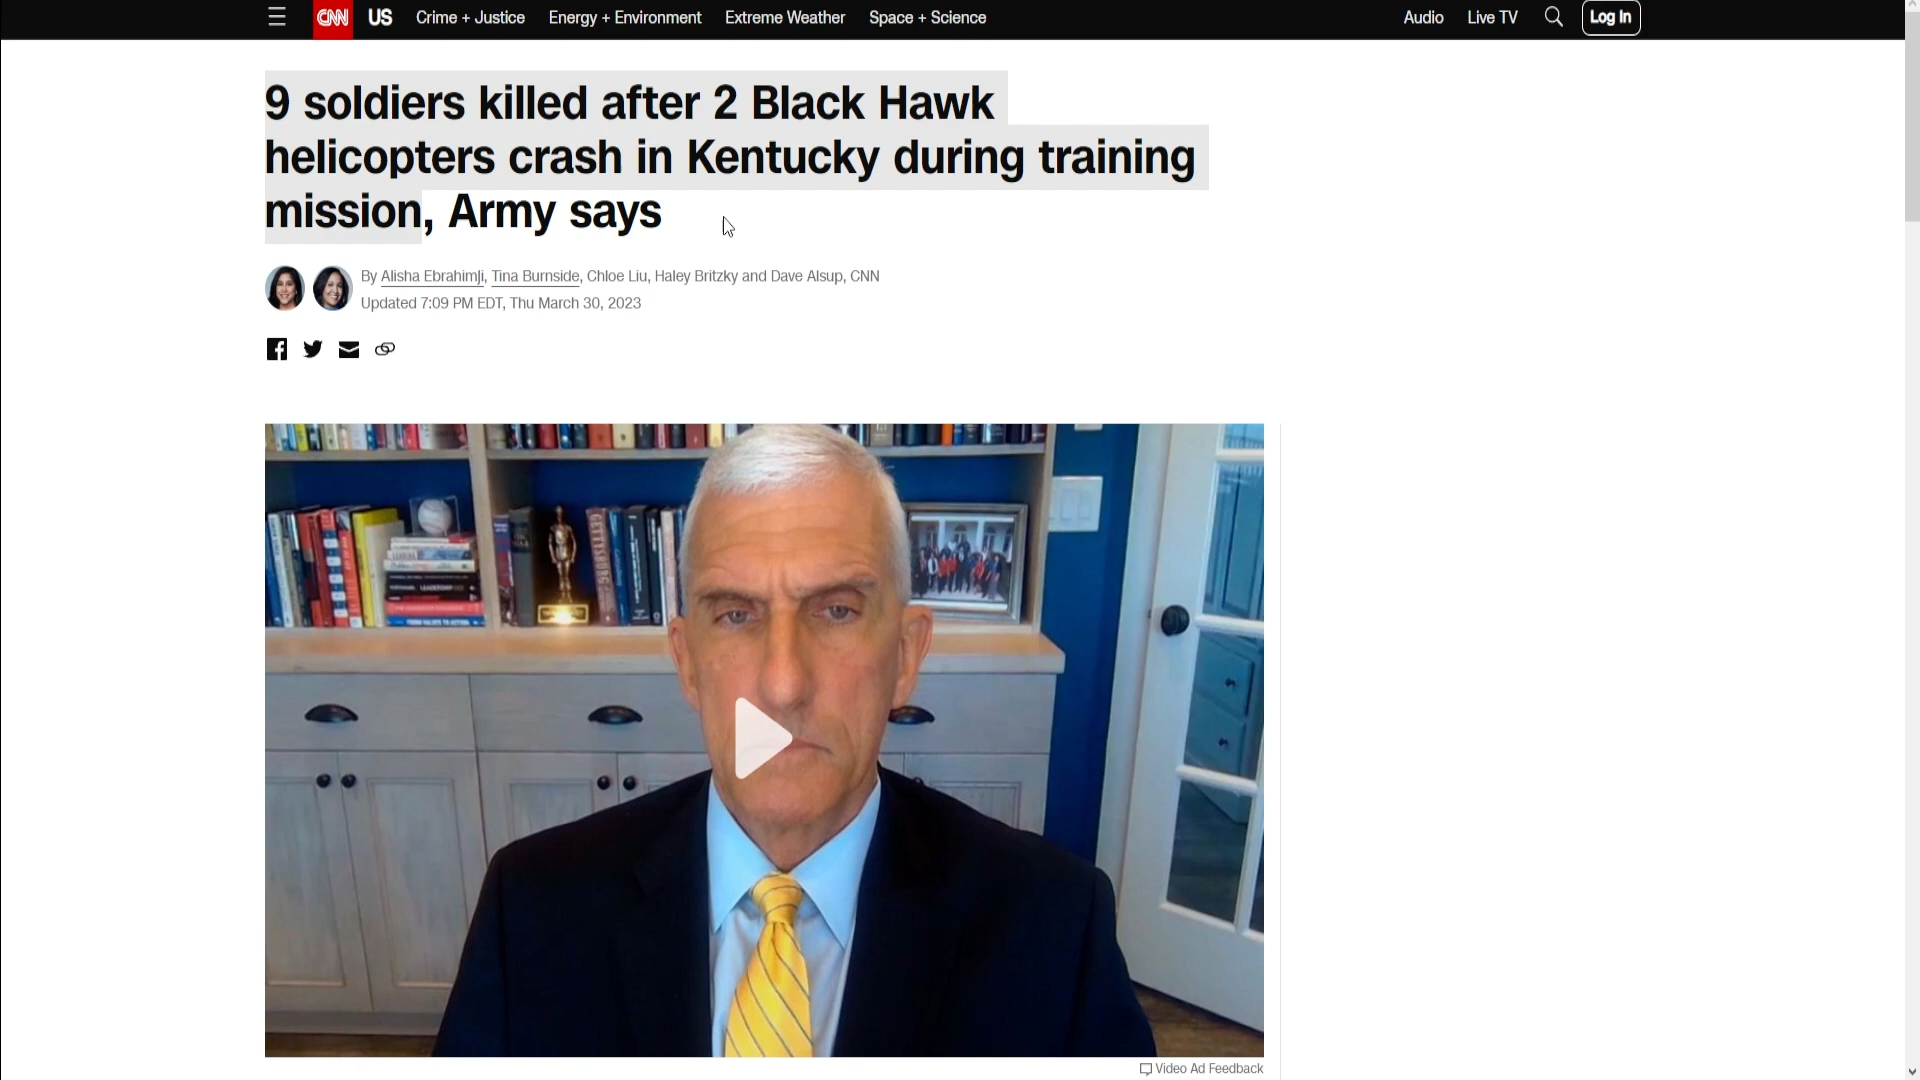 CNN US Crime + Justice Energy + Environment Extreme Weather Space + Science Audio Live TV Log In
9 soldiers killed after 2 Black Hawk
helicopters crash in Kentucky during training
mission, Army says
By Alisha Ebrahimji, Tina Burnside, Chloe Liu, Haley Britzky and Dave Alsup, CNN
Updated 7:09 PM EDT, Thu March 30, 2023
GETTYSBURG
LEADERSHIP
Video Ad Feedback